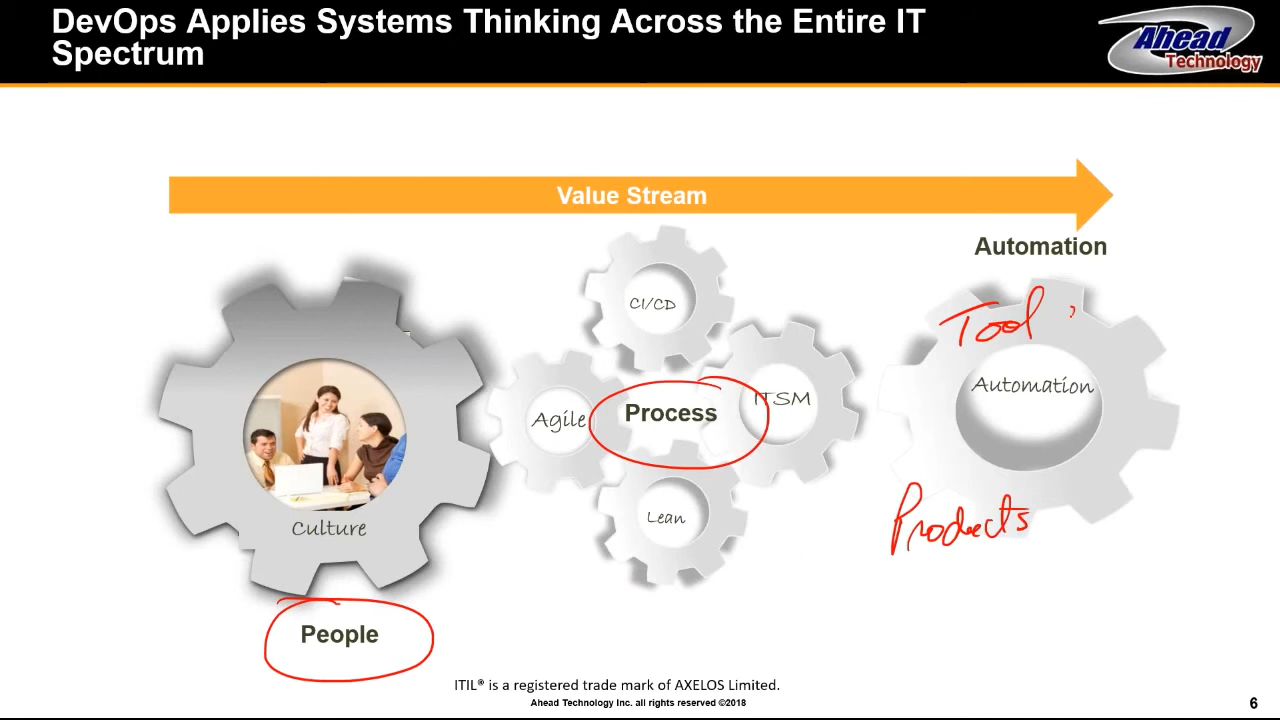 DevOps Applies Systems Thinking Across the Entire IT
Spectrum
Ahead
Technology
Value Stream
Automation
CI/CD
Tool
Automation
Agile
Process
ITSM
Lean
Products
Culture
People
ITIL® is a registered trade mark of AXELOS Limited.
Ahead Technology Inc. all rights reserved ©2018
6